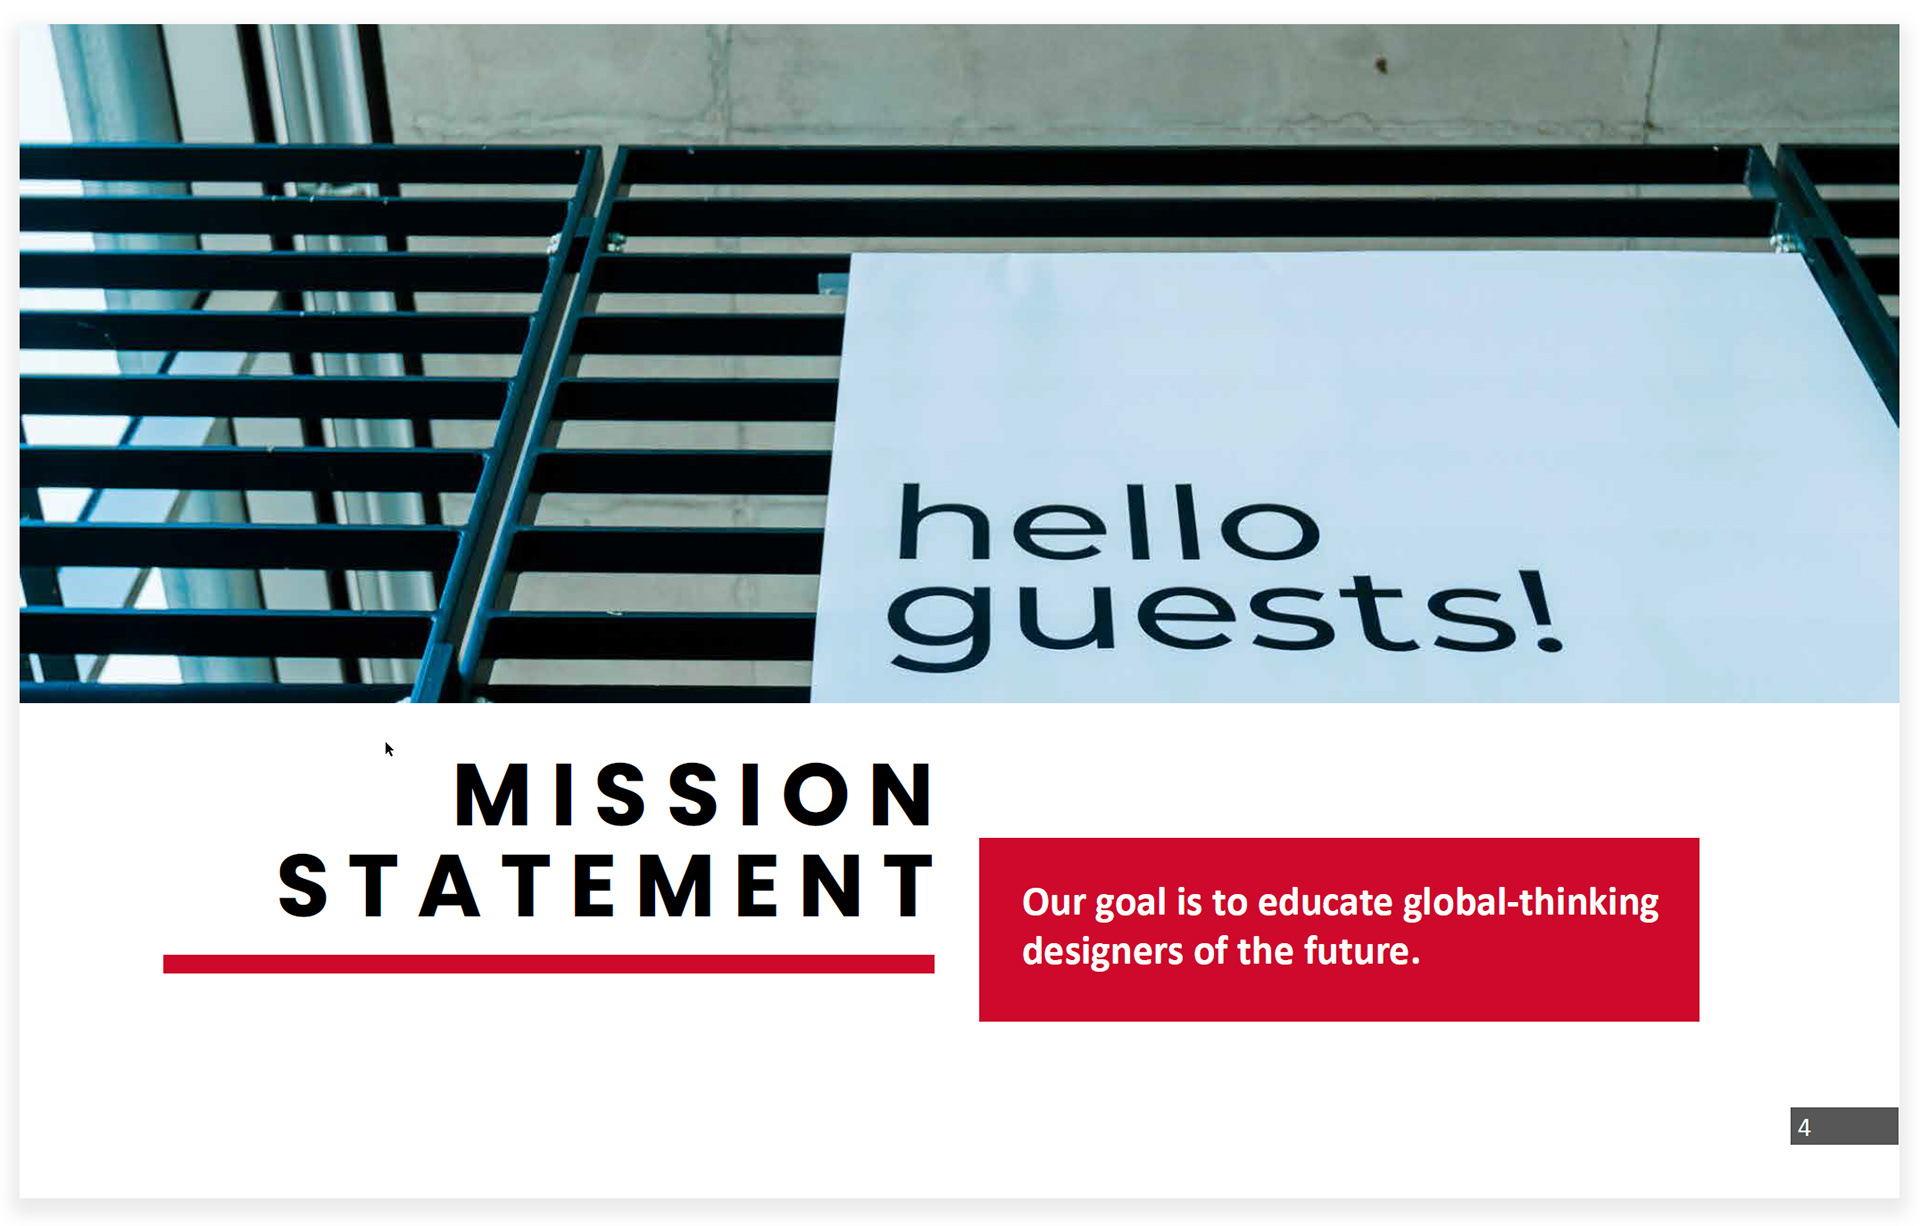 hello
guests!
MISSION
STATEMENT
Our goal is to educate global-thinking
designers of the future.
4